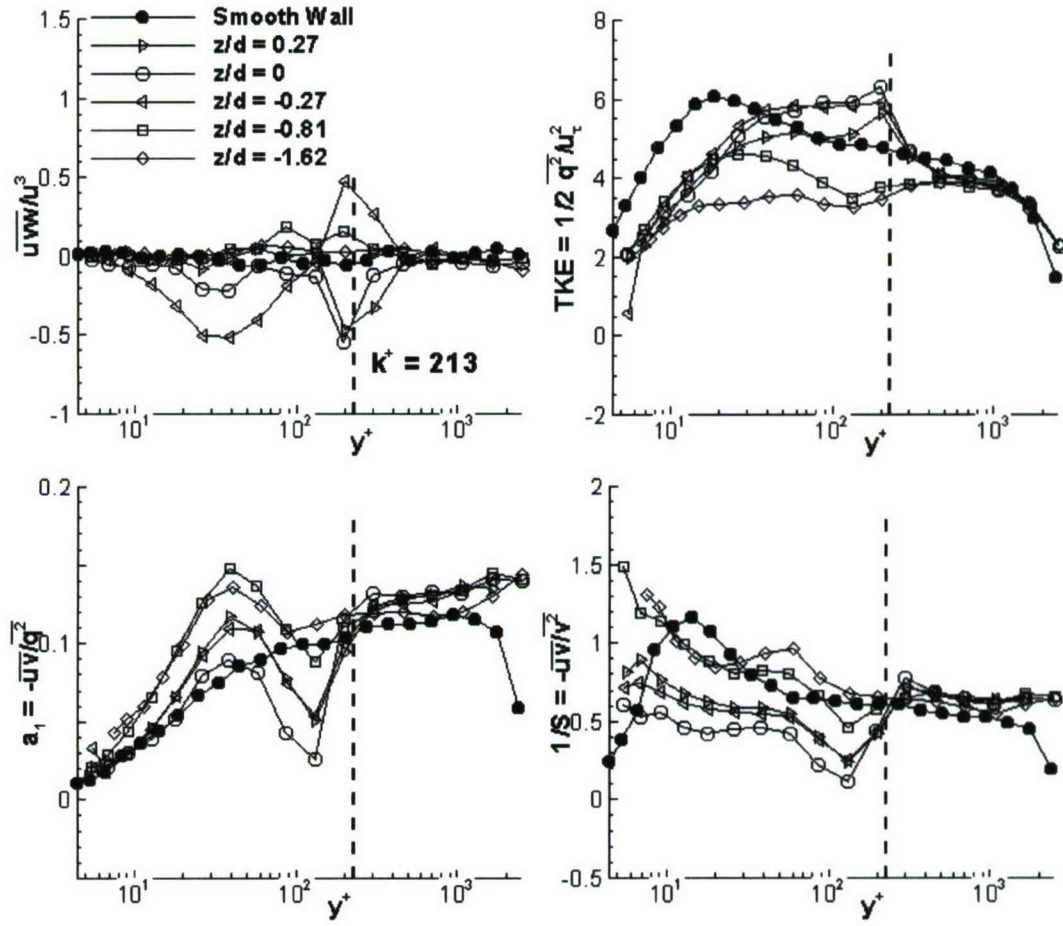 Smooth Wall
z/d = 0.27
z/d = 0
z/d = -0.27
z/d = -0.81
z/d = -1.62
1.5
1
0.5
0
-0.5
-1
uvw/u³
k⁺ = 213
10¹ 10² 10³
y⁺
8
6
4
2
0
-2
TKE = 1/2 q²/u²τ
10¹ 10² 10³
y⁺
0.2
0.1
0
a₁ = -uv/q²
10¹ 10² 10³
y⁺
2
1.5
1
0.5
0
-0.5
1/S = -uv/v²
10¹ 10² 10³
y⁺